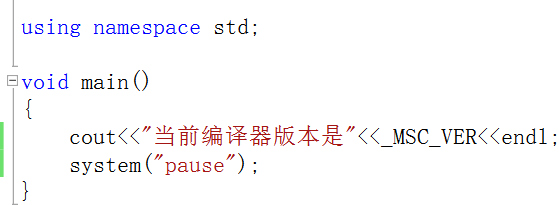 using namespace std;
void main()
{
cout<<"当前编译器版本是"<<_MSC_VER<<endl;
system("pause");
}